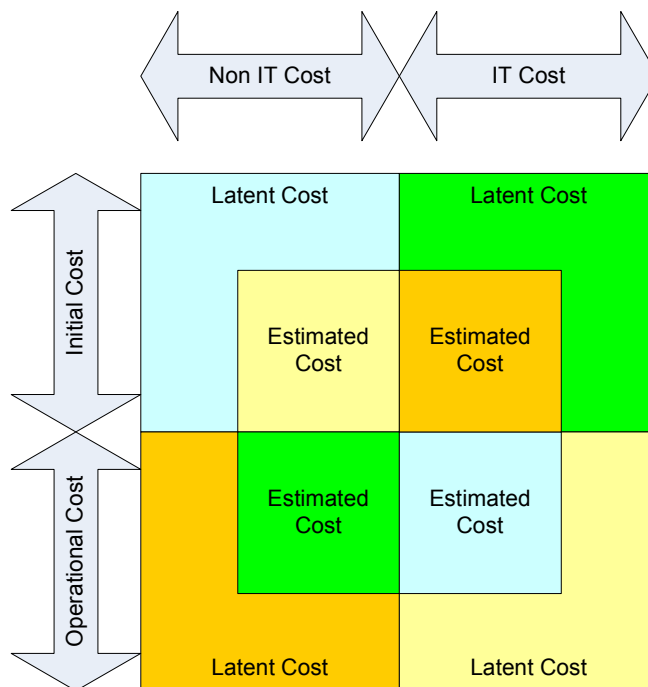 Non IT Cost
IT Cost
Latent Cost
Latent Cost
Initial Cost
Estimated
Cost
Estimated
Cost
Operational Cost
Estimated
Cost
Estimated
Cost
Latent Cost
Latent Cost